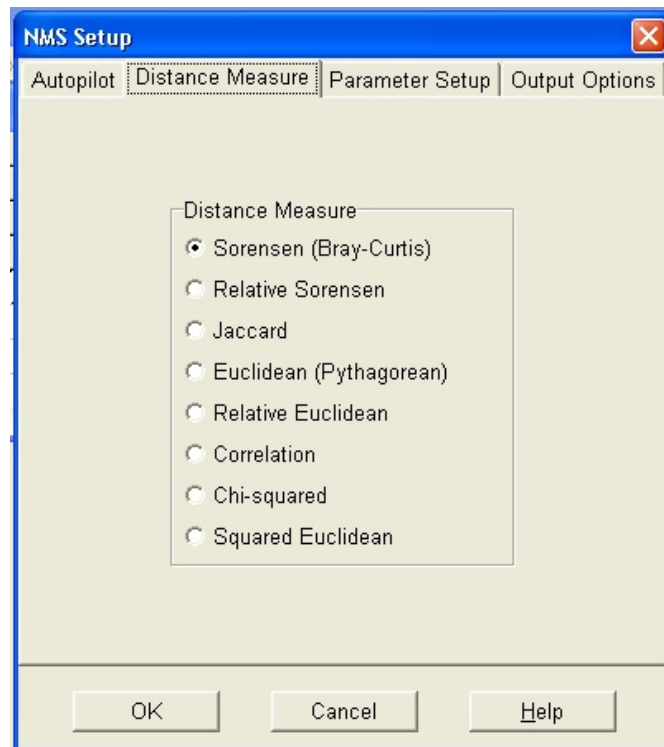 NMS Setup
Autopilot Distance Measure Parameter Setup Output Options
Distance Measure
Sorensen (Bray-Curtis)
Relative Sorensen
Jaccard
Euclidean (Pythagorean)
Relative Euclidean
Correlation
Chi-squared
Squared Euclidean
OK Cancel Help